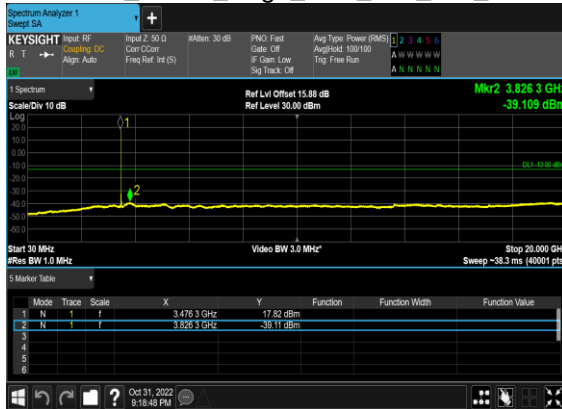 Spectrum Analyzer 1
Swept SA
+
KEYSIGHT Input: RF Input Z: 50 Ω #Atten: 30 dB PNO: Fast Avg Type: Power (RMS) 1 2 3 4 5 6
R T Coupling: DC Corr CCorr Gate: Off Avg|Hold: 100/100 A W W W W W
Align: Auto Freq Ref: Int (S) IF Gain: Low Trig: Free Run
LU Sig Track: Off A N N N N N
1 Spectrum Ref Lvl Offset 15.88 dB Mkr2 3.826 3 GHz
Scale/Div 10 dB Ref Level 30.00 dBm -39.109 dBm
Log
20.0 1
10.0
0.00
-10.0 DL1 -13.00 dBm
-20.0
-30.0 2
-40.0
-50.0
-60.0
Start 30 MHz Video BW 3.0 MHz* Stop 20.000 GH
#Res BW 1.0 MHz Sweep ~38.3 ms (40001 pts
5 Marker Table
Mode Trace Scale X Y Function Function Width Function Value
1 N 1 f 3.476 3 GHz 17.82 dBm
2 N 1 f 3.826 3 GHz -39.11 dBm
3
4
5
6
? Oct 31, 2022
9:18:48 PM